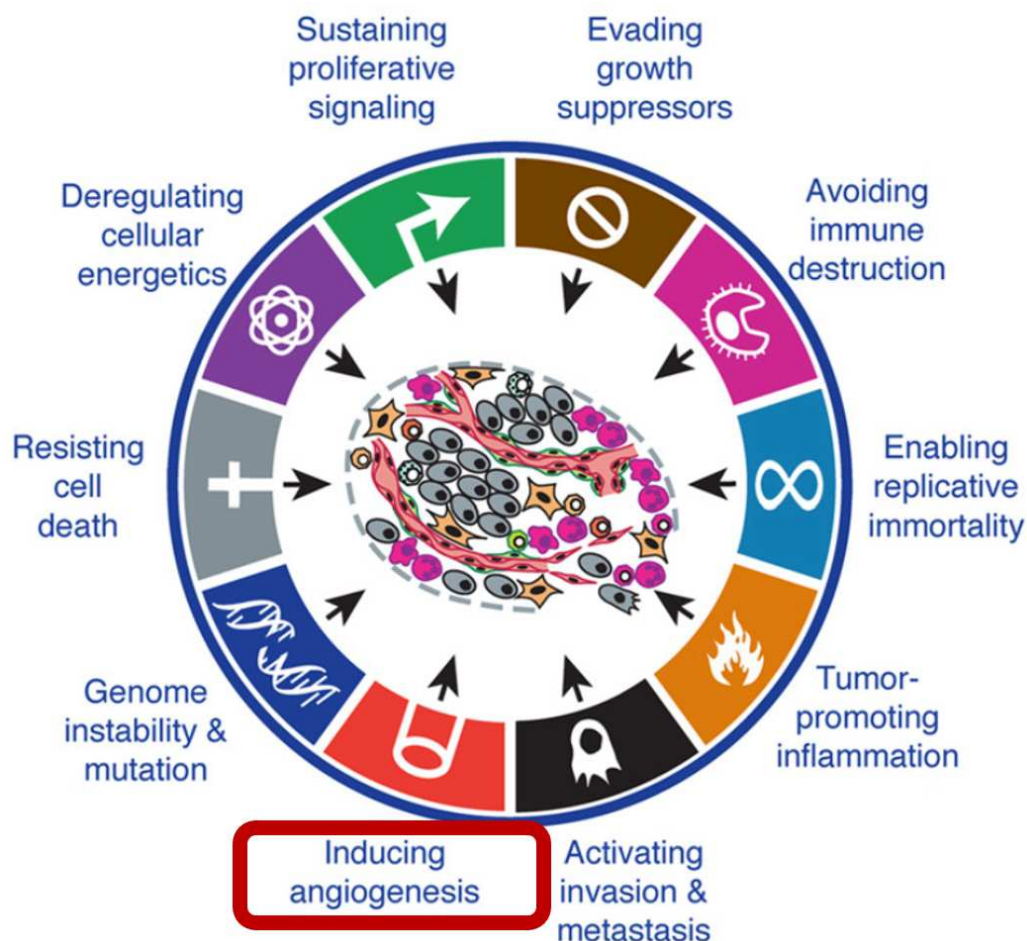 Sustaining
proliferative
signaling
Evading
growth
suppressors
Deregulating
cellular
energetics
Avoiding
immune
destruction
Resisting
cell
death
Enabling
replicative
immortality
Genome
instability &
mutation
Tumor-
promoting
inflammation
Inducing
angiogenesis
Activating
invasion &
metastasis